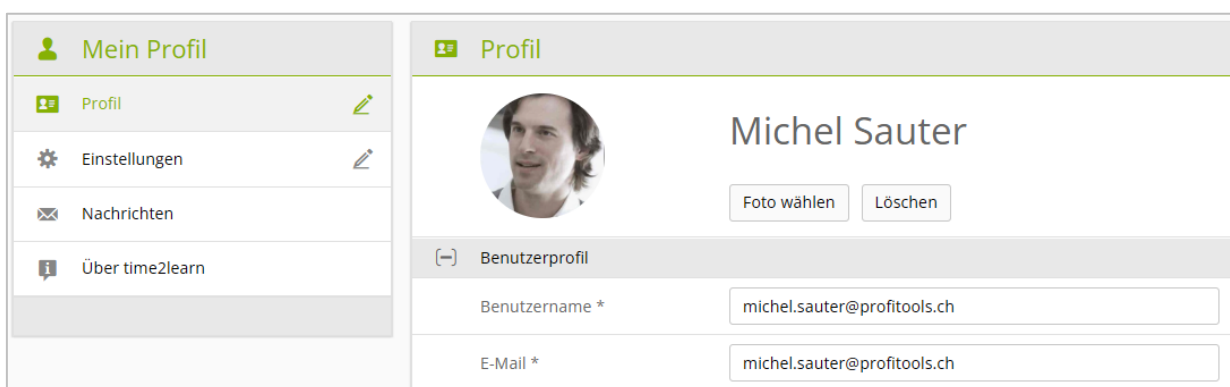 Mein Profil
Profil
Einstellungen
Nachrichten
Über time2learn
Profil
Michel Sauter
Foto wählen Löschen
Benutzerprofil
Benutzername * michel.sauter@profitools.ch
E-Mail * michel.sauter@profitools.ch